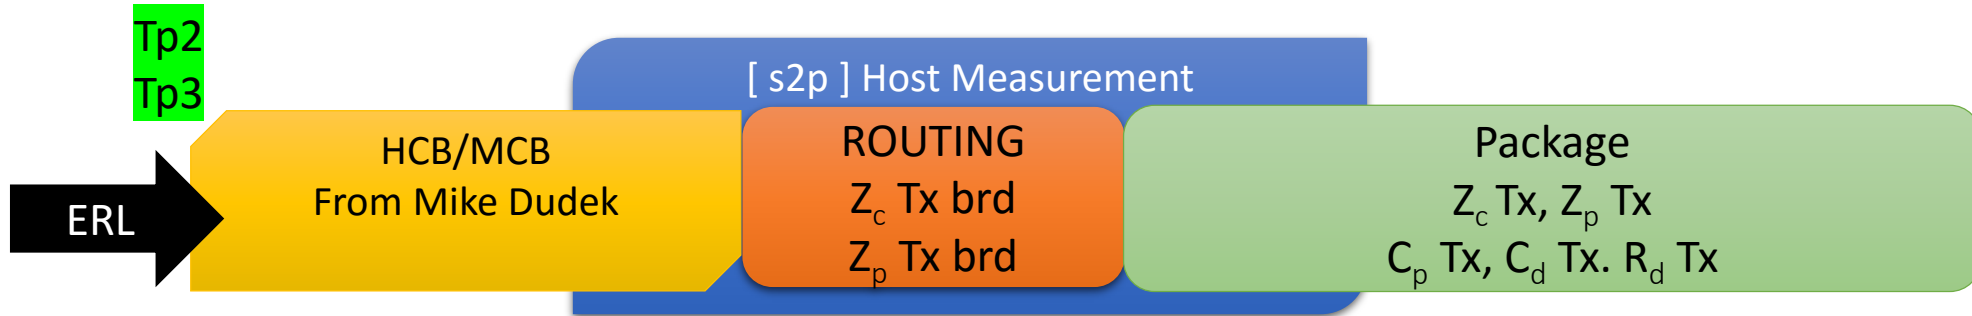 Tp2
Tp3
[ s2p ] Host Measurement
ERL
HCB/MCB
From Mike Dudek
ROUTING
Zc Tx brd
Zp Tx brd
Package
Zc Tx, Zp Tx
Cp Tx, Cd Tx. Rd Tx